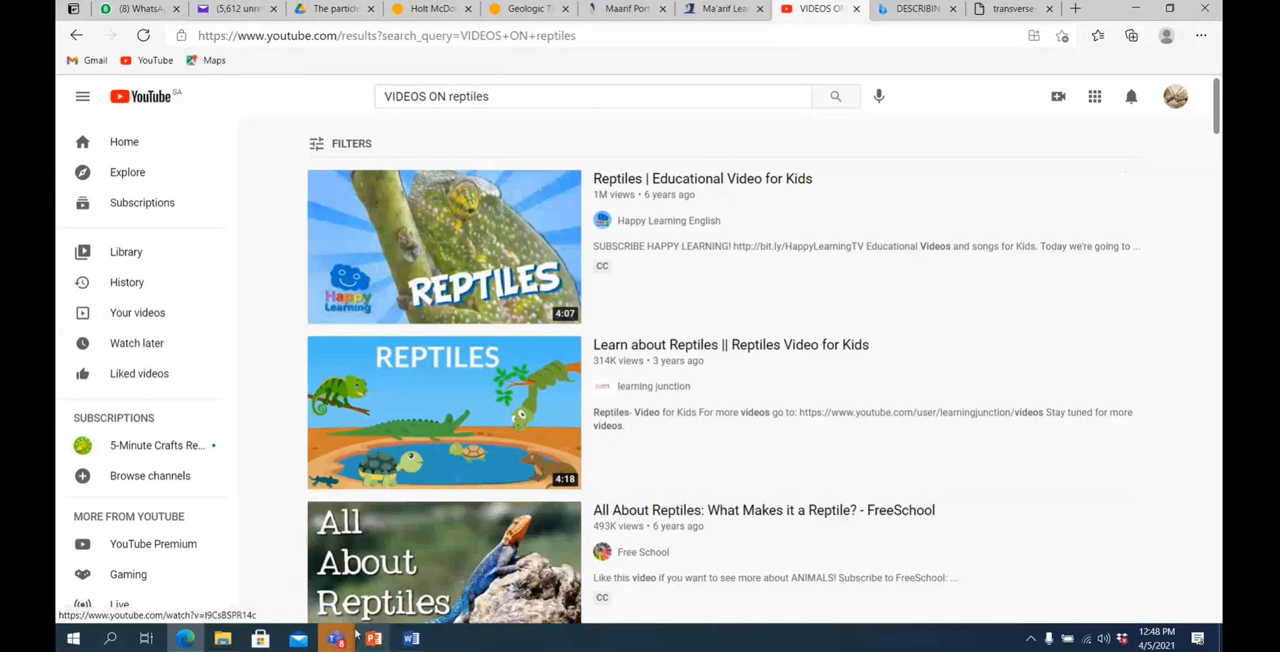 (8) WhatsA
(5,612 unre
The particle
Holt McDo
Geologic Ti
Maarif Port
Ma'arif Lea
VIDEOS ON
DESCRIBIN
transverse-
https://www.youtube.com/results?search_query=VIDEOS+ON+reptiles
Gmail
YouTube
Maps
YouTube SA
VIDEOS ON reptiles
Home
Explore
Subscriptions
Library
History
Your videos
Watch later
Liked videos
SUBSCRIPTIONS
5-Minute Crafts Re...
Browse channels
MORE FROM YOUTUBE
YouTube Premium
Gaming
Live
FILTERS
Happy Learning
REPTILES
4:07
Reptiles | Educational Video for Kids
1M views • 6 years ago
Happy Learning English
SUBSCRIBE HAPPY LEARNING! http://bit.ly/HappyLearningTV Educational Videos and songs for Kids. Today we're going to ...
CC
REPTILES
4:18
Learn about Reptiles || Reptiles Video for Kids
314K views • 3 years ago
learning junction
Reptiles- Video for Kids For more videos go to: https://www.youtube.com/user/learningjunction/videos Stay tuned for more
videos.
All
About
Reptiles
All About Reptiles: What Makes it a Reptile? - FreeSchool
493K views • 6 years ago
Free School
Like this video if you want to see more about ANIMALS! Subscribe to FreeSchool: ...
CC
https://www.youtube.com/watch?v=I9CsBSPR14c
12:48 PM
4/5/2021